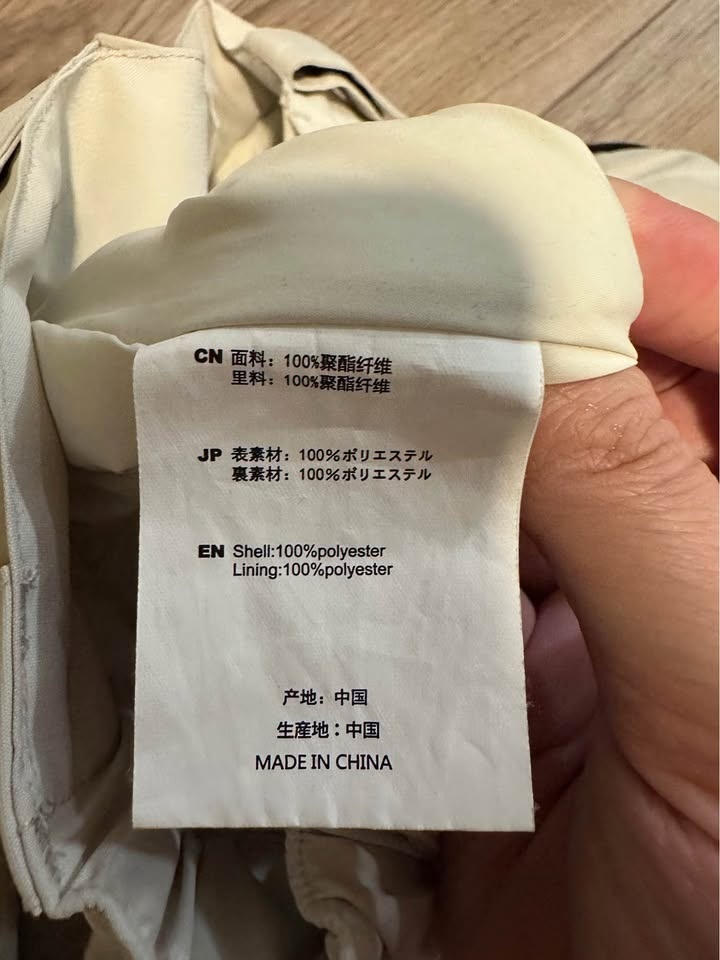 CN 面料：100%聚酯纤维
里料：100%聚酯纤维
JP 表素材：100%ポリエステル
裏素材：100%ポリエステル
EN Shell:100%polyester
Lining:100%polyester
产地：中国
生産地：中国
MADE IN CHINA